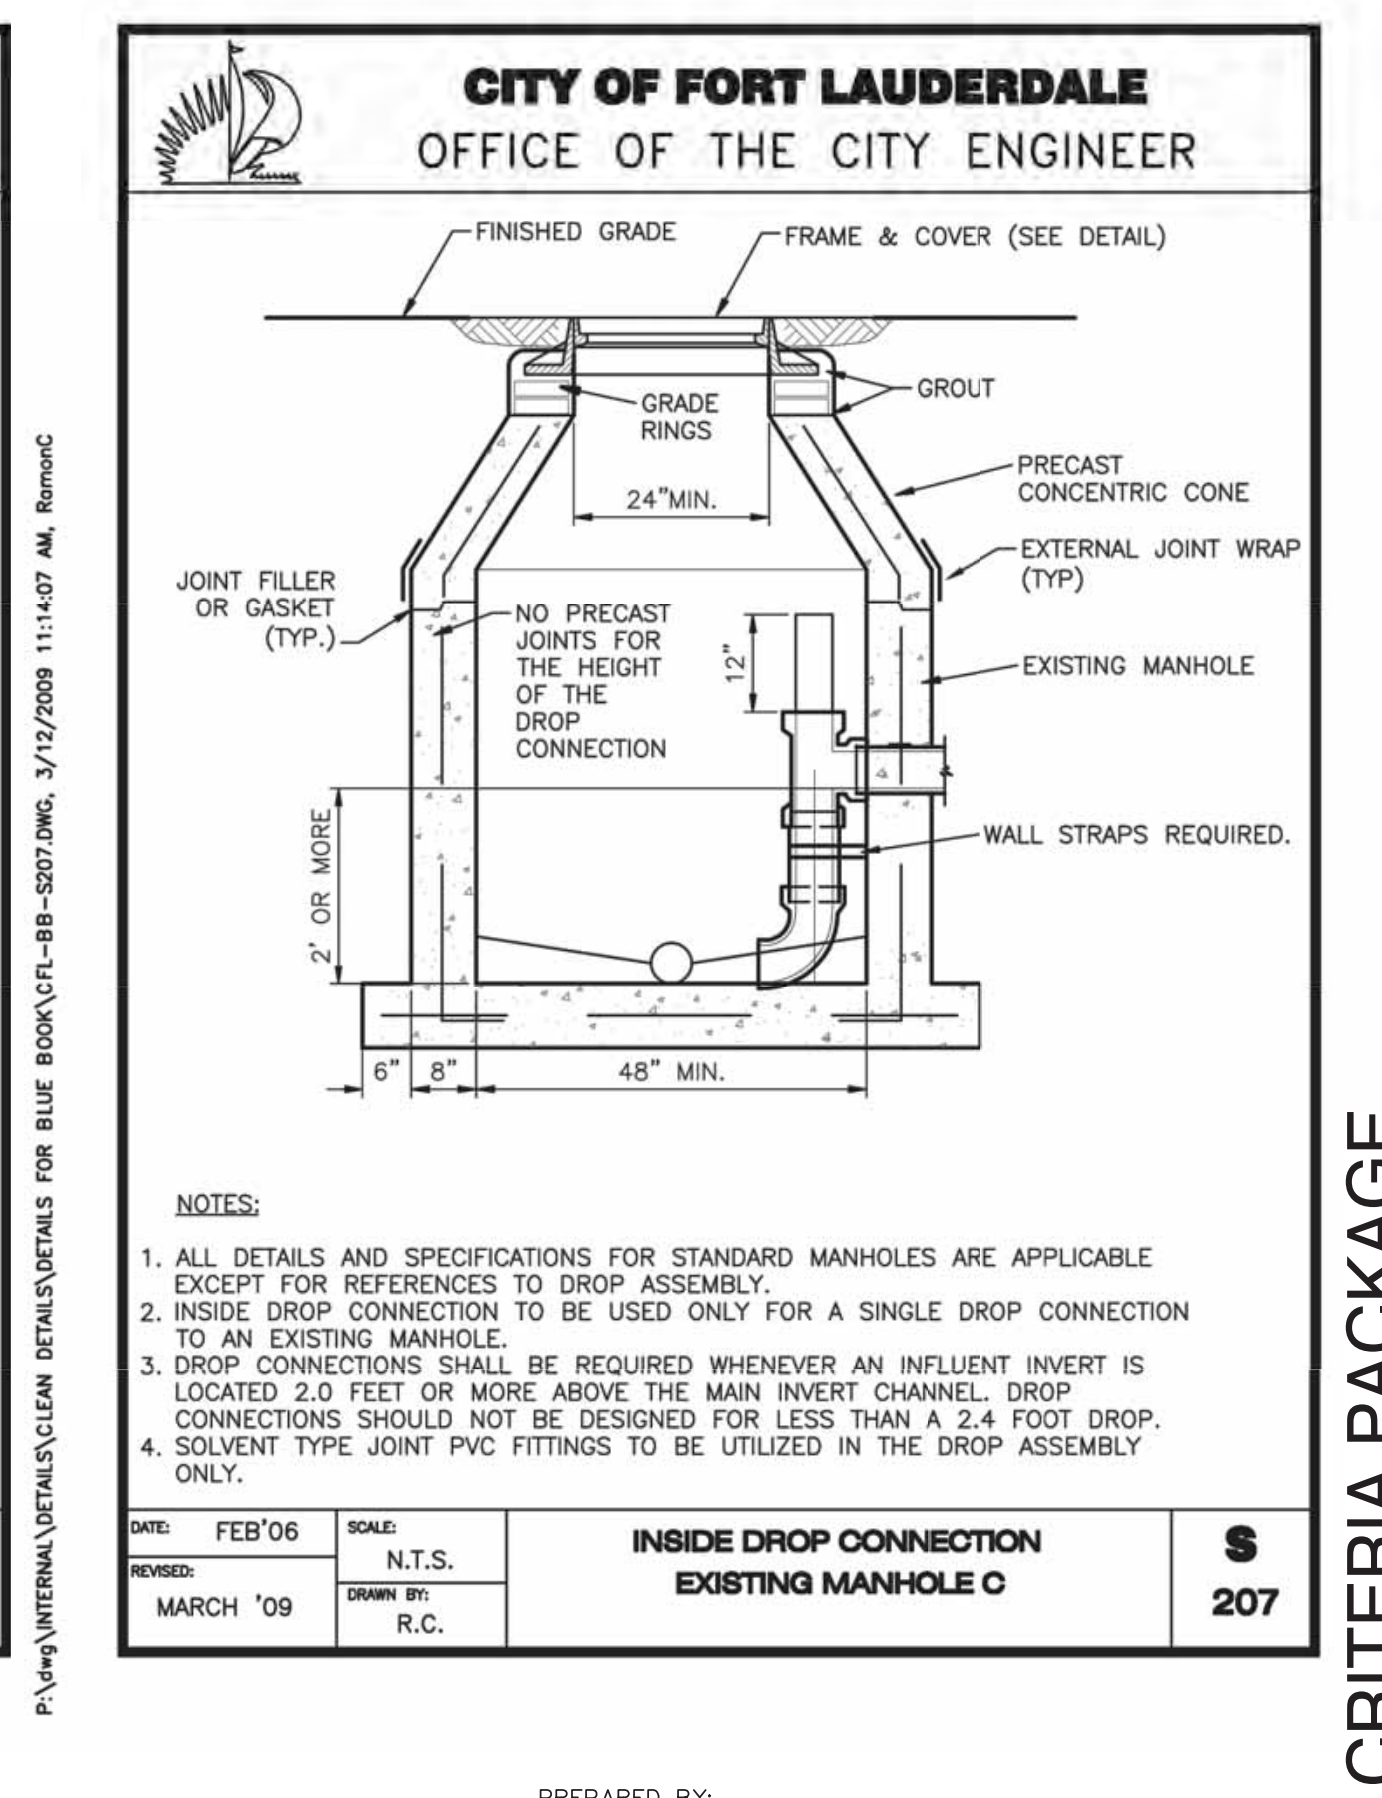 CITY OF FORT LAUDERDALE
OFFICE OF THE CITY ENGINEER
FINISHED GRADE
FRAME & COVER (SEE DETAIL)
GRADE
RINGS
GROUT
24"MIN.
PRECAST
CONCENTRIC CONE
EXTERNAL JOINT WRAP
(TYP)
JOINT FILLER
OR GASKET
(TYP.)
NO PRECAST
JOINTS FOR
THE HEIGHT
OF THE
DROP
CONNECTION
12"
EXISTING MANHOLE
2' OR MORE
WALL STRAPS REQUIRED.
6"
8"
48" MIN.
NOTES:
1. ALL DETAILS AND SPECIFICATIONS FOR STANDARD MANHOLES ARE APPLICABLE
EXCEPT FOR REFERENCES TO DROP ASSEMBLY.
2. INSIDE DROP CONNECTION TO BE USED ONLY FOR A SINGLE DROP CONNECTION
TO AN EXISTING MANHOLE.
3. DROP CONNECTIONS SHALL BE REQUIRED WHENEVER AN INFLUENT INVERT IS
LOCATED 2.0 FEET OR MORE ABOVE THE MAIN INVERT CHANNEL. DROP
CONNECTIONS SHOULD NOT BE DESIGNED FOR LESS THAN A 2.4 FOOT DROP.
4. SOLVENT TYPE JOINT PVC FITTINGS TO BE UTILIZED IN THE DROP ASSEMBLY
ONLY.
DATE: FEB'06
REVISED:
MARCH '09
SCALE:
N.T.S.
DRAWN BY:
R.C.
INSIDE DROP CONNECTION
EXISTING MANHOLE C
S
207
P:\dwg\INTERNAL\DETAILS\CLEAN DETAILS\DETAILS FOR BLUE BOOK\CFL-BB-S207.DWG, 3/12/2009 11:14:07 AM, RamonC
CRITERIA PACKAGE
PREPARED BY: